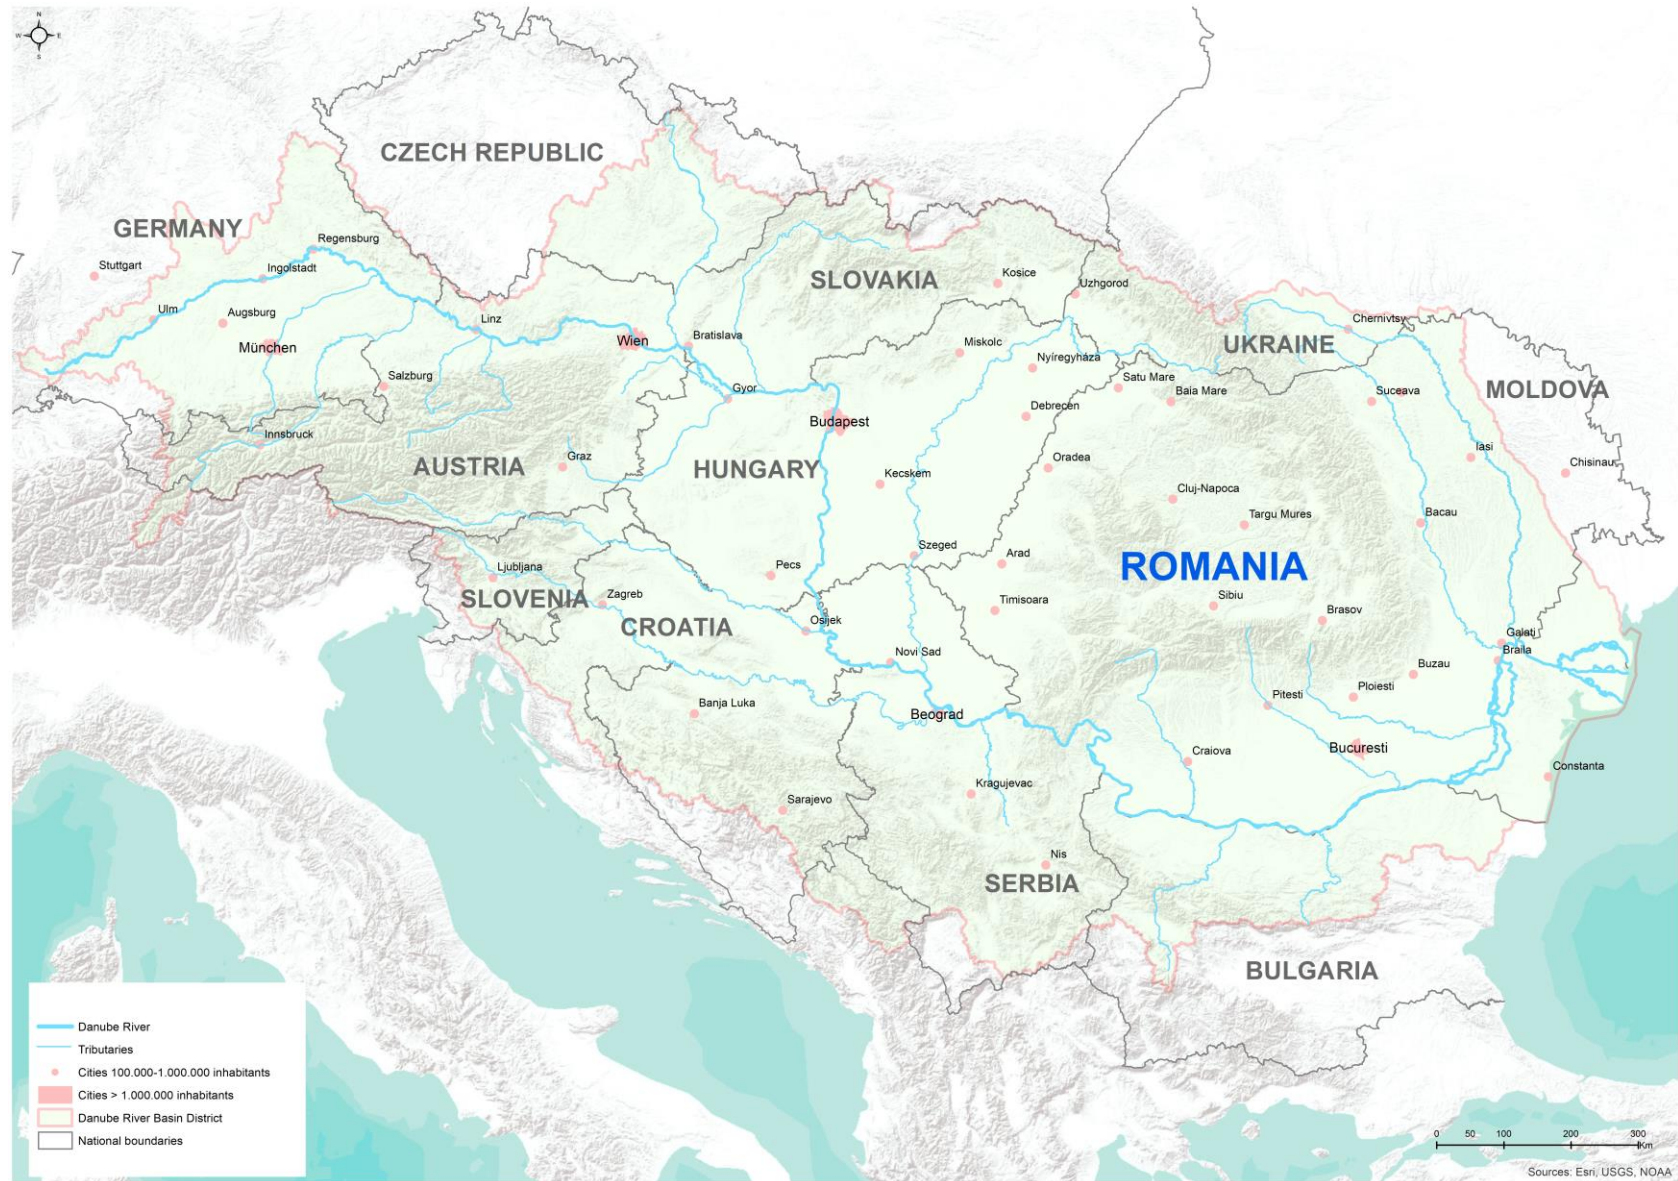 N
W
E
S
CZECH REPUBLIC
GERMANY
Regensburg
Stuttgart
Ingolstadt
SLOVAKIA
Kosice
Uzhgorod
Ulm
Augsburg
Linz
Chernivtsy
München
Wien
Bratislava
UKRAINE
Miskolc
Nyíregyháza
Salzburg
Gyor
Satu Mare
Baia Mare
Suceava
MOLDOVA
Budapest
Debrecen
Innsbruck
AUSTRIA
Graz
HUNGARY
Kecskem
Oradea
Iasi
Chisinau
Cluj-Napoca
Targu Mures
Bacau
Szeged
Arad
ROMANIA
Ljubljana
Pecs
SLOVENIA
Zagreb
CROATIA
Osijek
Timisoara
Sibiu
Brasov
Galati
Braila
Novi Sad
Buzau
Banja Luka
Beograd
Pitesti
Ploiesti
Craiova
Bucuresti
Constanta
Sarajevo
Kragujevac
Nis
SERBIA
BULGARIA
Danube River
Tributaries
Cities 100.000-1.000.000 inhabitants
Cities > 1.000.000 inhabitants
Danube River Basin District
National boundaries
0 50 100 200 300
Km
Sources: Esri, USGS, NOAA